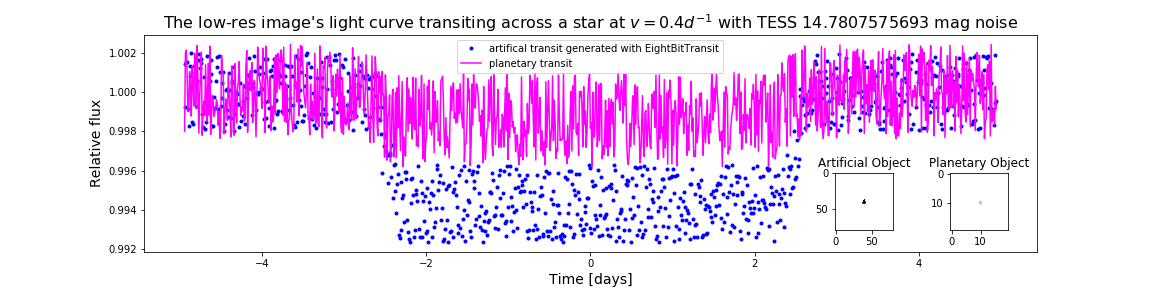 The low-res image's light curve transiting across a star at v = 0.4d⁻¹ with TESS 14.7807575693 mag noise
artifical transit generated with EightBitTransit
planetary transit
Relative flux
1.002
1.000
0.998
0.996
0.994
0.992
Artificial Object
Planetary Object
0
50
0
50
0
10
0
10
−4
−2
0
2
4
Time [days]